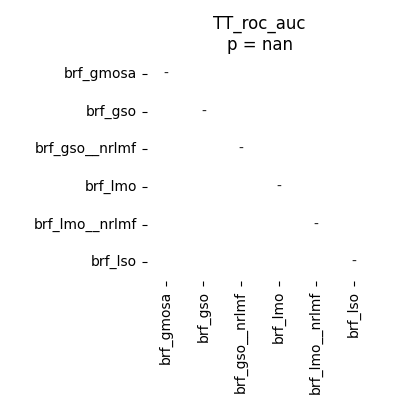 TT_roc_auc
p = nan
brf_gmosa
-
brf_gso
-
brf_gso__nrlmf
-
brf_lmo
-
brf_lmo__nrlmf
-
brf_lso
-
brf_gmosa
brf_gso
brf_gso__nrlmf
brf_lmo
brf_lmo__nrlmf
brf_lso